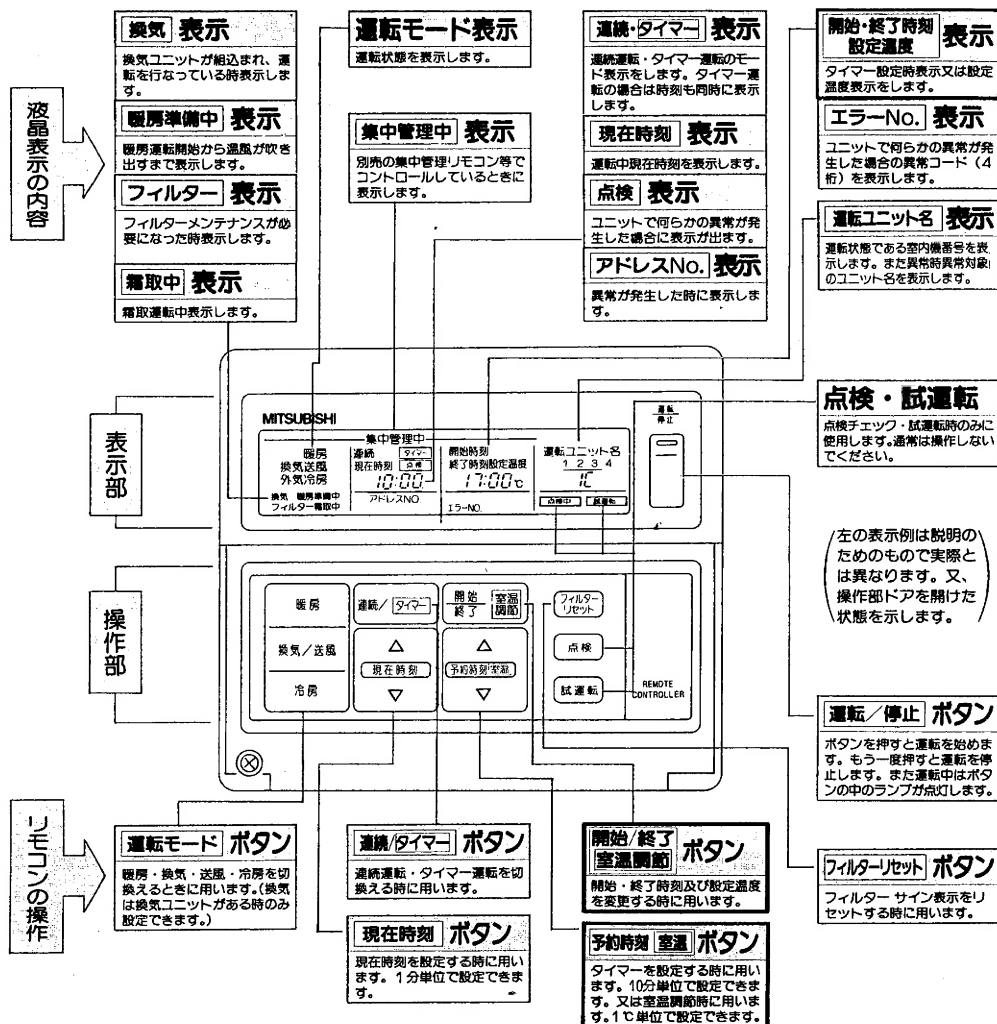 液晶表示の内容
換気 表示
換気ユニットが組込まれ、運
転を行なっている時表示しま
す。
暖房準備中 表示
暖房運転開始から温風が吹き
出すまで表示します。
フィルター 表示
フィルターメンテナンスが必
要になった時表示します。
霜取中 表示
霜取運転中表示します。
運転モード表示
運転状態を表示します。
集中管理中 表示
別売の集中管理リモコン等で
コントロールしているときに
表示します。
連続・タイマー 表示
連続運転・タイマー運転のモー
ド表示をします。タイマー運
転の場合は時刻も同時に表示
します。
現在時刻 表示
運転中現在時刻を表示します。
点検 表示
ユニットで何らかの異常が発
生した場合に表示が出ます。
アドレスNo. 表示
異常が発生した時に表示しま
す。
開始・終了時刻
設定温度 表示
タイマー設定時表示又は設定
温度表示をします。
エラーNo. 表示
ユニットで何らかの異常が発
生した場合の異常コード（4
桁）を表示します。
運転ユニット名 表示
運転状態である室内機番号を表
示します。また異常時異常対象
のユニット名を表示します。
点検・試運転
点検チェック・試運転時のみに
使用します。通常は操作しない
でください。
表示部
MITSUBISHI
集中管理中
暖房
換気送風
外気冷房
換気 暖房準備中
フィルター霜取中
連続 タイマー
現在時刻 点検
10:00
アドレスNO
開始時刻
終了時刻設定温度
17:00℃
エラーNO.
運転ユニット名
1 2 3 4
1C
点検中 試運転
運転
停止
（左の表示例は説明の
ためのもので実際と
は異なります。又、
操作部ドアを開けた
状態を示します。）
操作部
暖房
換気／送風
冷房
連続／タイマー
△
現在時刻
▽
開始
終了
室温
調節
△
予約時刻 室温
▽
フィルター
リセット
点検
試運転
REMOTE
CONTROLLER
リモコンの操作
運転モード ボタン
暖房・換気・送風・冷房を切
換えるときに用います。(換気
は換気ユニットがある時のみ
設定できます。)
連続/タイマー ボタン
連続運転・タイマー運転を切
換える時に用います。
現在時刻 ボタン
現在時刻を設定する時に用い
ます。1分単位で設定できま
す。
開始/終了
室温調節 ボタン
開始・終了時刻及び設定温度
を変更する時に用います。
予約時刻 室温 ボタン
タイマーを設定する時に用い
ます。10分単位で設定できま
す。又は室温調節時に用いま
す。1℃単位で設定できます。
運転／停止 ボタン
ボタンを押すと運転を始めま
す。もう一度押すと運転を停
止します。また運転中はボタ
ンの中のランプが点灯します。
フィルターリセット ボタン
フィルター サイン表示をリ
セットする時に用います。